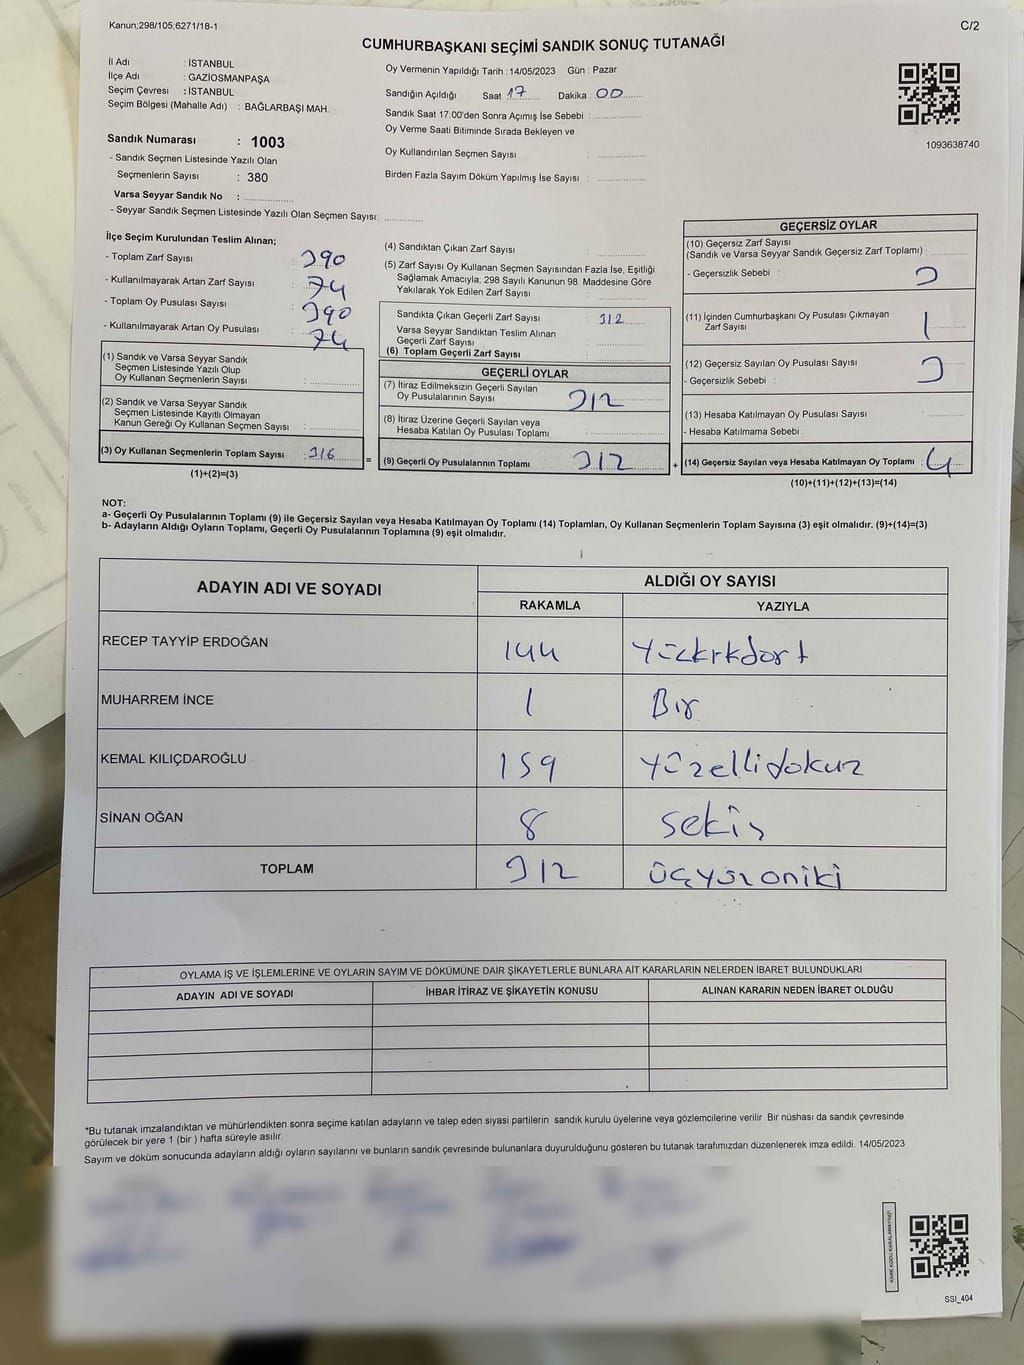 Kanun;298/105;6271/18-1
C/2
CUMHURBAŞKANI SEÇİMİ SANDIK SONUÇ TUTANAĞI
İl Adı : İSTANBUL
İlçe Adı : GAZİOSMANPAŞA
Seçim Çevresi : İSTANBUL
Seçim Bölgesi (Mahalle Adı) : BAĞLARBAŞI MAH.
Sandık Numarası : 1003
- Sandık Seçmen Listesinde Yazılı Olan
Seçmenlerin Sayısı : 380
Varsa Seyyar Sandık No :
- Seyyar Sandık Seçmen Listesinde Yazılı Olan Seçmen Sayısı:
Oy Vermenin Yapıldığı Tarih : 14/05/2023 Gün : Pazar
Sandığın Açıldığı Saat 17 Dakika : 00
Sandık Saat 17:00'den Sonra Açımış İse Sebebi :
Oy Verme Saati Bitiminde Sırada Bekleyen ve
Oy Kullandırılan Seçmen Sayısı :
Birden Fazla Sayım Döküm Yapılmış İse Sayısı :
1093638740
İlçe Seçim Kurulundan Teslim Alınan;
- Toplam Zarf Sayısı : 390
- Kullanılmayarak Artan Zarf Sayısı : 74
- Toplam Oy Pusulası Sayısı : 390
- Kullanılmayarak Artan Oy Pusulası : 74
(1) Sandık ve Varsa Seyyar Sandık
Seçmen Listesinde Yazılı Olup
Oy Kullanan Seçmenlerin Sayısı :
(2) Sandık ve Varsa Seyyar Sandık
Seçmen Listesinde Kayıtlı Olmayan
Kanun Gereği Oy Kullanan Seçmen Sayısı :
(3) Oy Kullanan Seçmenlerin Toplam Sayısı : 316 =
(1)+(2)=(3)
(4) Sandıktan Çıkan Zarf Sayısı :
(5) Zarf Sayısı Oy Kullanan Seçmen Sayısından Fazla İse, Eşitliği
Sağlamak Amacıyla, 298 Sayılı Kanunun 98. Maddesine Göre
Yakılarak Yok Edilen Zarf Sayısı :
Sandıkta Çıkan Geçerli Zarf Sayısı : 312
Varsa Seyyar Sandıktan Teslim Alınan
Geçerli Zarf Sayısı :
(6) Toplam Geçerli Zarf Sayısı :
GEÇERLİ OYLAR
(7) İtiraz Edilmeksizin Geçerli Sayılan
Oy Pusulalarının Sayısı : 312
(8) İtiraz Üzerine Geçerli Sayılan veya
Hesaba Katılan Oy Pusulası Toplamı :
(9) Geçerli Oy Pusulalarının Toplamı 312 +
GEÇERSİZ OYLAR
(10) Geçersiz Zarf Sayısı
(Sandık ve Varsa Seyyar Sandık Geçersiz Zarf Toplamı) :
- Geçersizlik Sebebi :
(11) İçinden Cumhurbaşkanı Oy Pusulası Çıkmayan
Zarf Sayısı : 1
(12) Geçersiz Sayılan Oy Pusulası Sayısı : 3
- Geçersizlik Sebebi :
(13) Hesaba Katılmayan Oy Pusulası Sayısı :
- Hesaba Katılmama Sebebi :
(14) Geçersiz Sayılan veya Hesaba Katılmayan Oy Toplamı : 4
(10)+(11)+(12)+(13)=(14)
NOT:
a- Geçerli Oy Pusulalarının Toplamı (9) ile Geçersiz Sayılan veya Hesaba Katılmayan Oy Toplamı (14) Toplamları, Oy Kullanan Seçmenlerin Toplam Sayısına (3) eşit olmalıdır. (9)+(14)=(3)
b- Adayların Aldığı Oyların Toplamı, Geçerli Oy Pusulalarının Toplamına (9) eşit olmalıdır.
ADAYIN ADI VE SOYADI ALDIĞI OY SAYISI
RAKAMLA YAZIYLA
RECEP TAYYİP ERDOĞAN 144 Yüzkrkdört
MUHARREM İNCE 1 Bir
KEMAL KILIÇDAROĞLU 159 Yüzellidokuz
SİNAN OĞAN 8 sekiz
TOPLAM 312 üçyüzoniki
OYLAMA İŞ VE İŞLEMLERİNE VE OYLARIN SAYIM VE DÖKÜMÜNE DAİR ŞİKAYETLERLE BUNLARA AİT KARARLARIN NELERDEN İBARET BULUNDUKLARI
ADAYIN ADI VE SOYADI İHBAR İTİRAZ VE ŞİKAYETİN KONUSU ALINAN KARARIN NEDEN İBARET OLDUĞU
*Bu tutanak imzalandıktan ve mühürlendikten sonra seçime katılan adayların ve talep eden siyasi partilerin sandık kurulu üyelerine veya gözlemcilerine verilir. Bir nüshası da sandık çevresinde
görülecek bir yere 1 (bir ) hafta süreyle asılır.
Sayım ve döküm sonucunda adayların aldığı oyların sayılarını ve bunların sandık çevresinde bulunanlara duyurulduğunu gösteren bu tutanak tarafımızdan düzenlenerek imza edildi. 14/05/2023
SSI_404